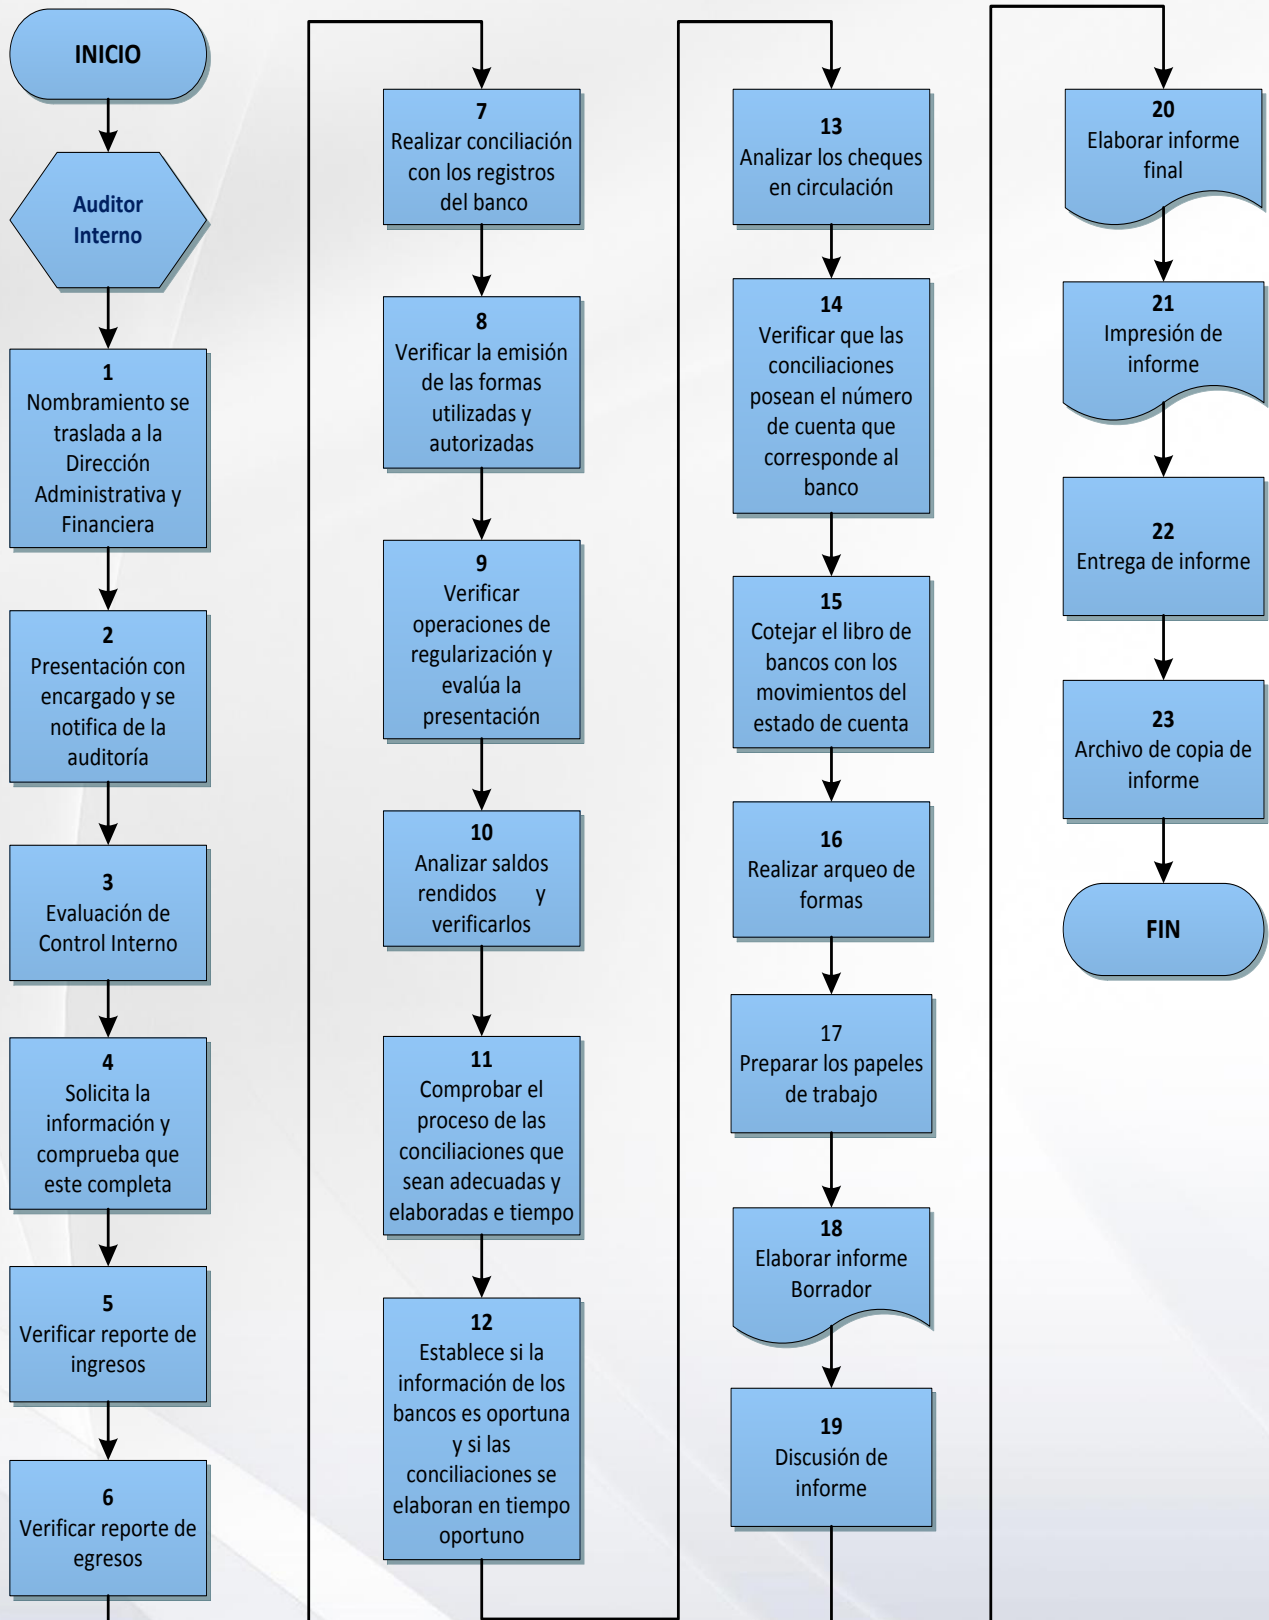 INICIO
Auditor
Interno
1
Nombramiento se
traslada a la
Dirección
Administrativa y
Financiera
2
Presentación con
encargado y se
notifica de la
auditoría
3
Evaluación de
Control Interno
4
Solicita la
información y
comprueba que
este completa
5
Verificar reporte de
ingresos
6
Verificar reporte de
egresos
7
Realizar conciliación
con los registros
del banco
8
Verificar la emisión
de las formas
utilizadas y
autorizadas
9
Verificar
operaciones de
regularización y
evalúa la
presentación
10
Analizar saldos
rendidos y
verificarlos
11
Comprobar el
proceso de las
conciliaciones que
sean adecuadas y
elaboradas e tiempo
12
Establece si la
información de los
bancos es oportuna
y si las
conciliaciones se
elaboran en tiempo
oportuno
13
Analizar los cheques
en circulación
14
Verificar que las
conciliaciones
posean el número
de cuenta que
corresponde al
banco
15
Cotejar el libro de
bancos con los
movimientos del
estado de cuenta
16
Realizar arqueo de
formas
17
Preparar los papeles
de trabajo
18
Elaborar informe
Borrador
19
Discusión de
informe
20
Elaborar informe
final
21
Impresión de
informe
22
Entrega de informe
23
Archivo de copia de
informe
FIN